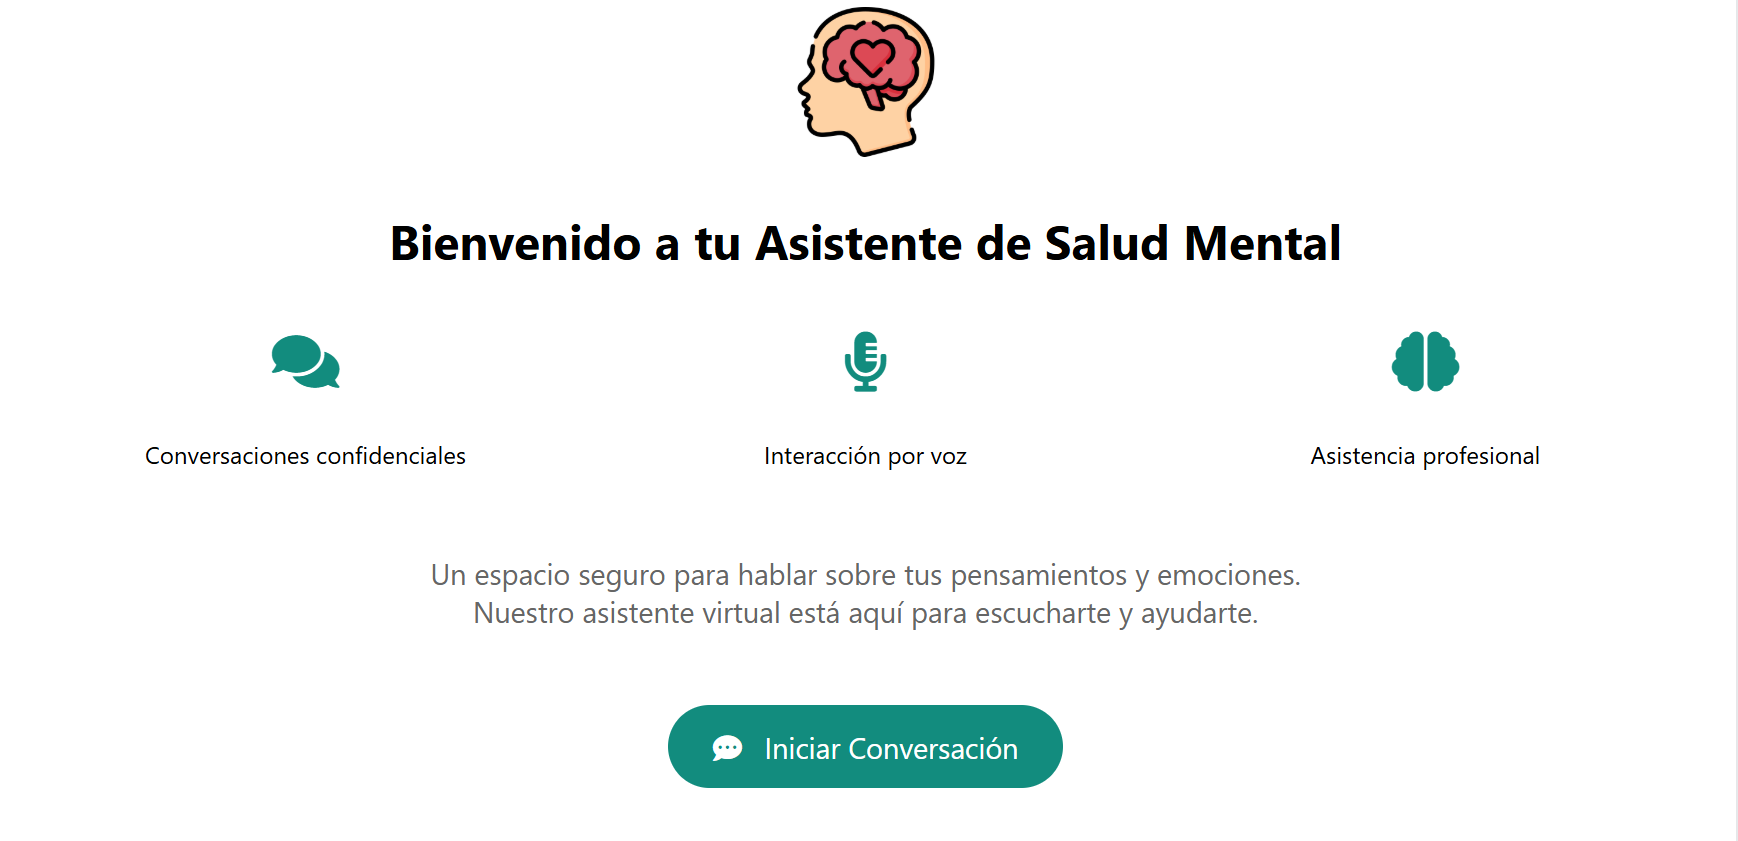 Bienvenido a tu Asistente de Salud Mental
Conversaciones confidenciales
Interacción por voz
Asistencia profesional
Un espacio seguro para hablar sobre tus pensamientos y emociones.
Nuestro asistente virtual está aquí para escucharte y ayudarte.
Iniciar Conversación